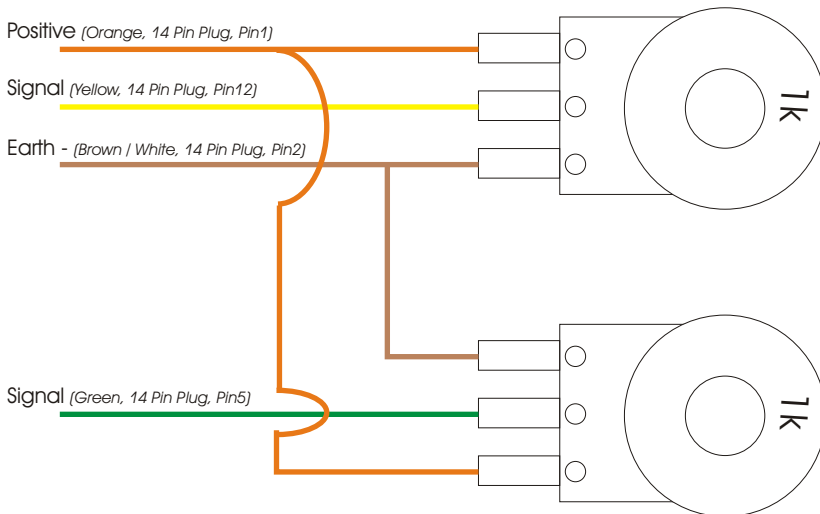 Positive (Orange, 14 Pin Plug, Pin1)
Signal (Yellow, 14 Pin Plug, Pin12)
Earth - (Brown / White, 14 Pin Plug, Pin2)
1k
Signal (Green, 14 Pin Plug, Pin5)
1k